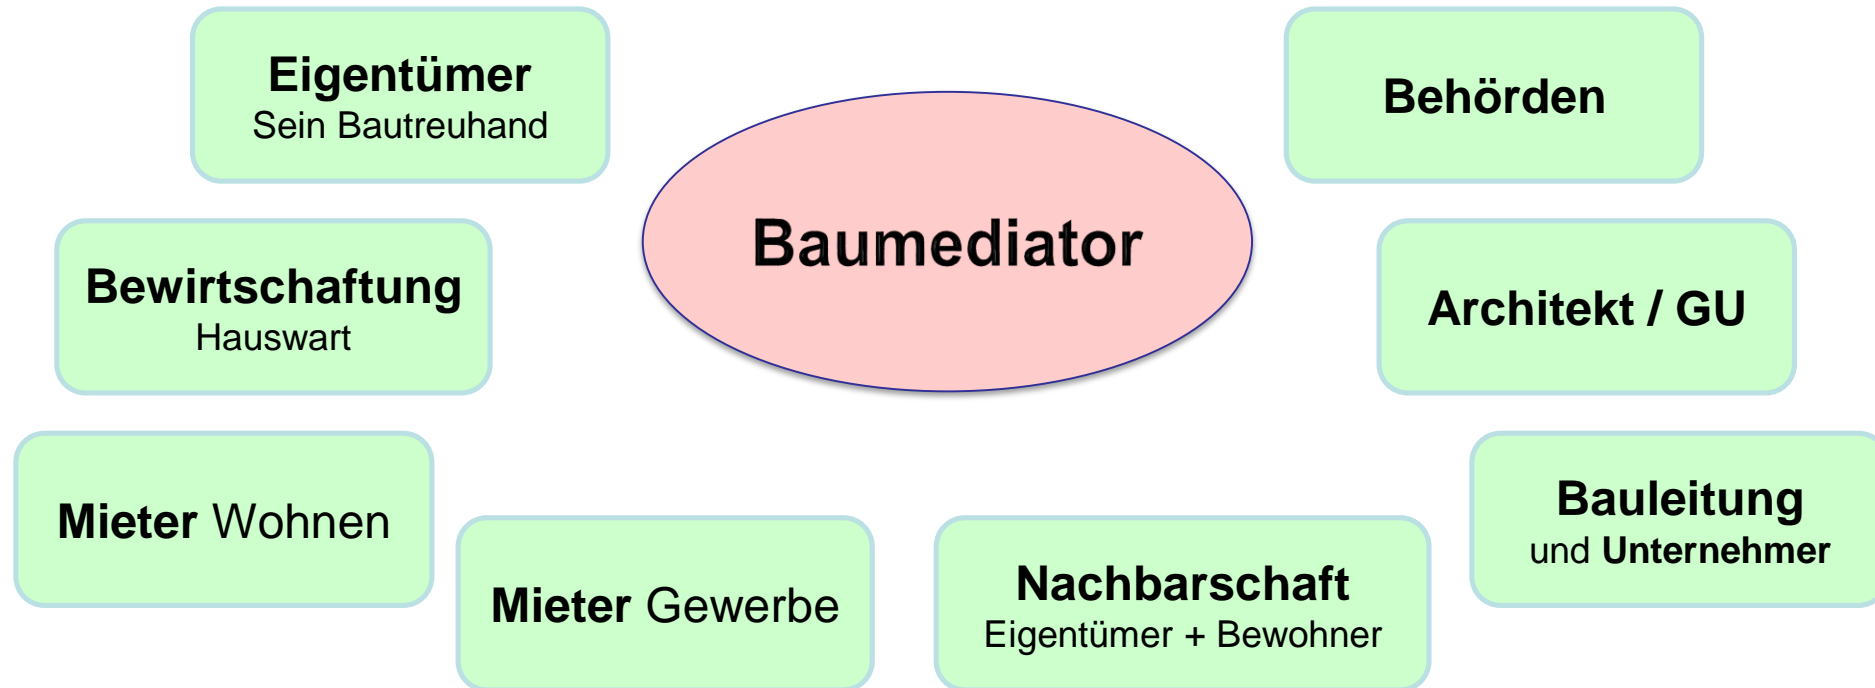 Eigentümer
Sein Bautreuhand
Behörden
Baumediator
Bewirtschaftung
Hauswart
Architekt / GU
Mieter Wohnen
Bauleitung
und Unternehmer
Mieter Gewerbe
Nachbarschaft
Eigentümer + Bewohner